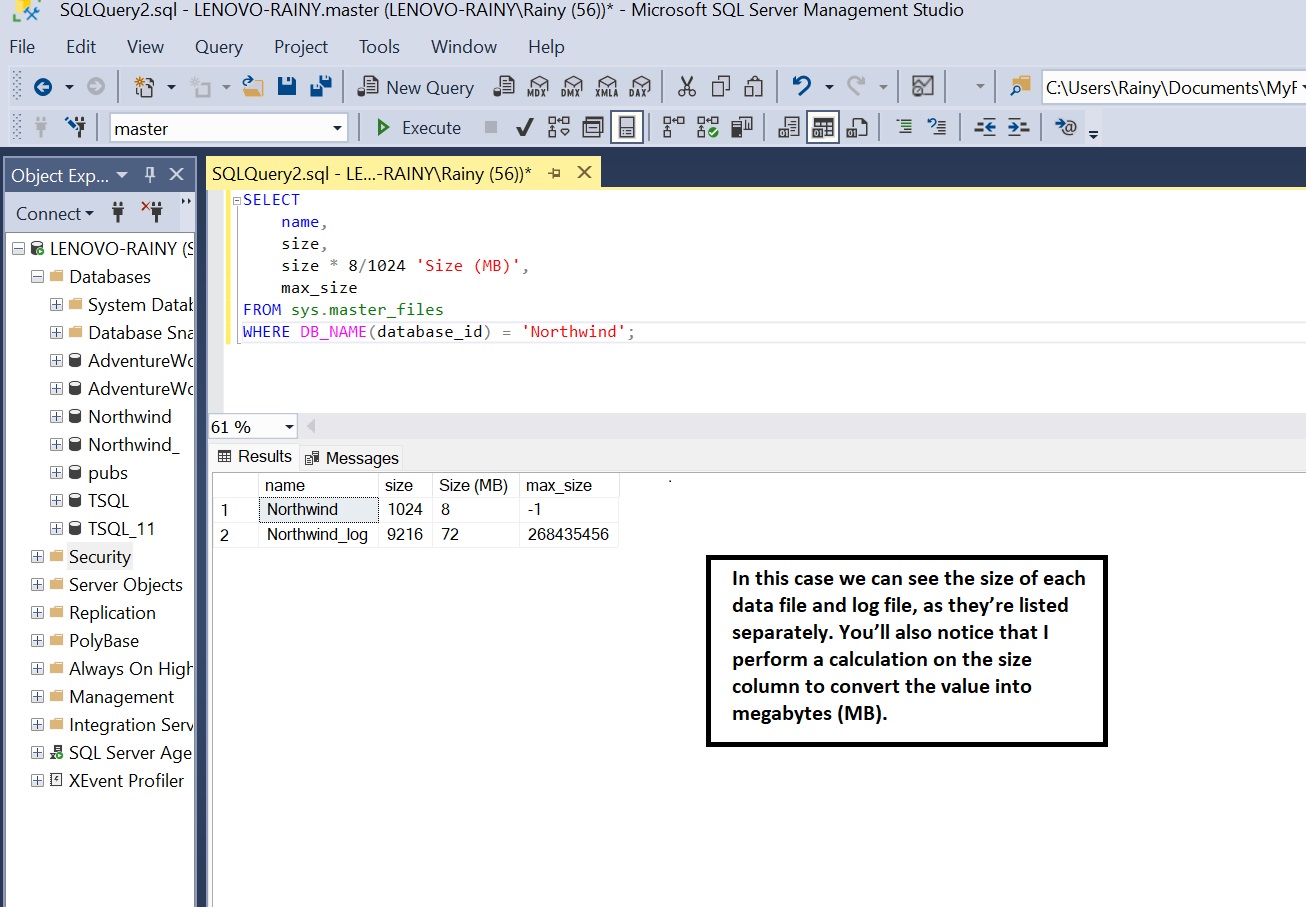 SQLQuery2.sql - LENOVO-RAINY.master (LENOVO-RAINY\Rainy (56))* - Microsoft SQL Server Management Studio
File Edit View Query Project Tools Window Help
New Query MDX DMX XMLA DAX C:\Users\Rainy\Documents\MyF
master Execute
Object Exp...
Connect
LENOVO-RAINY (S
Databases
System Datab
Database Sna
AdventureWo
AdventureWo
Northwind
Northwind_
pubs
TSQL
TSQL_11
Security
Server Objects
Replication
PolyBase
Always On High
Management
Integration Serv
SQL Server Age
XEvent Profiler
SQLQuery2.sql - LE...-RAINY\Rainy (56))*
SELECT
name,
size,
size * 8/1024 'Size (MB)',
max_size
FROM sys.master_files
WHERE DB_NAME(database_id) = 'Northwind';
61 %
Results Messages
name size Size (MB) max_size
1 Northwind 1024 8 -1
2 Northwind_log 9216 72 268435456
In this case we can see the size of each
data file and log file, as they’re listed
separately. You’ll also notice that I
perform a calculation on the size
column to convert the value into
megabytes (MB).